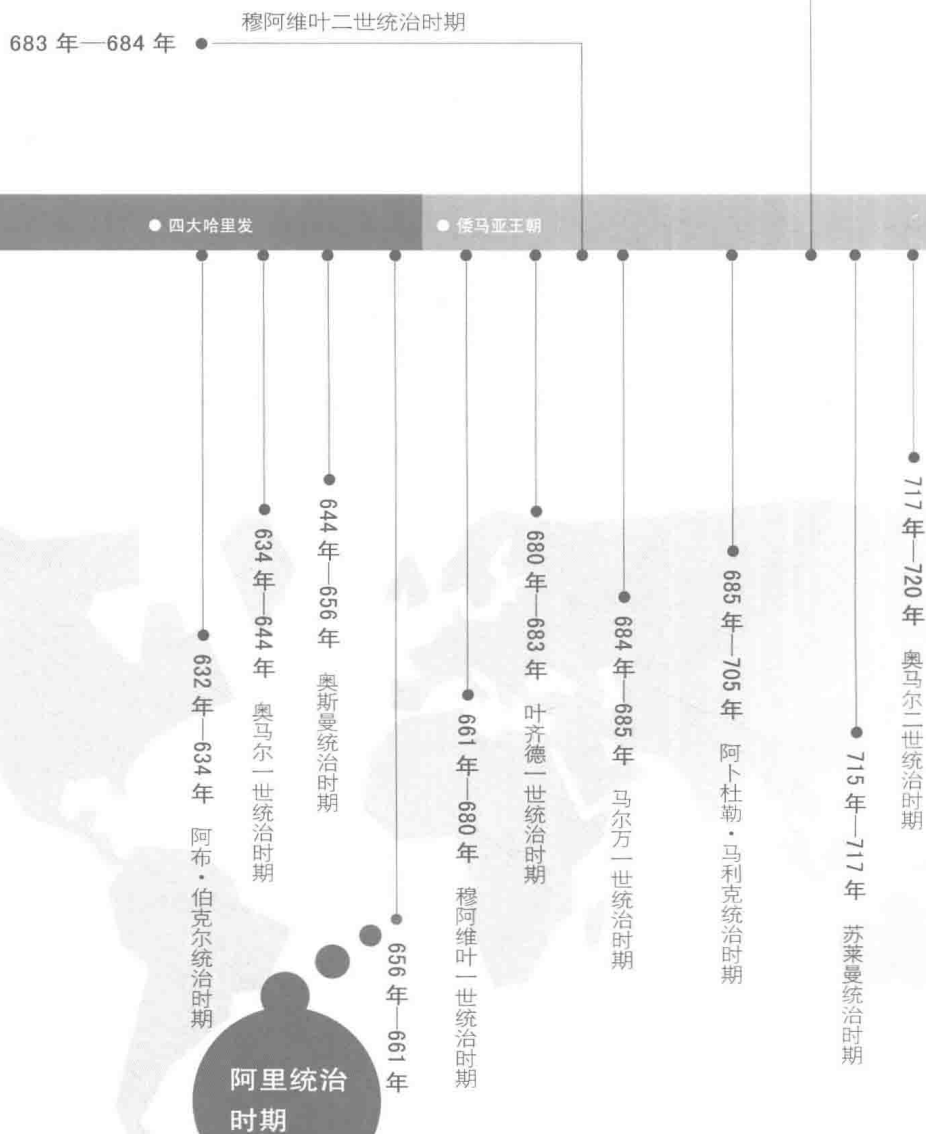 穆阿维叶二世统治时期
683 年—684 年
四大哈里发
倭马亚王朝
632 年—634 年 阿布·伯克尔统治时期
634 年—644 年 奥马尔一世统治时期
644 年—656 年 奥斯曼统治时期
656 年—661 年
阿里统治
时期
661 年—680 年 穆阿维叶一世统治时期
680 年—683 年 叶齐德一世统治时期
684 年—685 年 马尔万一世统治时期
685 年—705 年 阿卜杜勒·马利克统治时期
715 年—717 年 苏莱曼统治时期
717 年—720 年 奥马尔二世统治时期